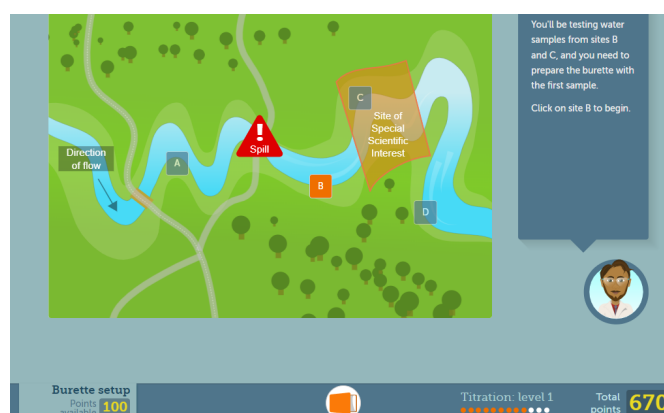 You'll be testing water
samples from sites B
and C, and you need to
prepare the burette with
the first sample.
Click on site B to begin.
C
Site of
Special
Scientific
Interest
!
Spill
Direction
of flow
A
B
D
Burette setup
Points
available
100
Titration: level 1
Total
points
670